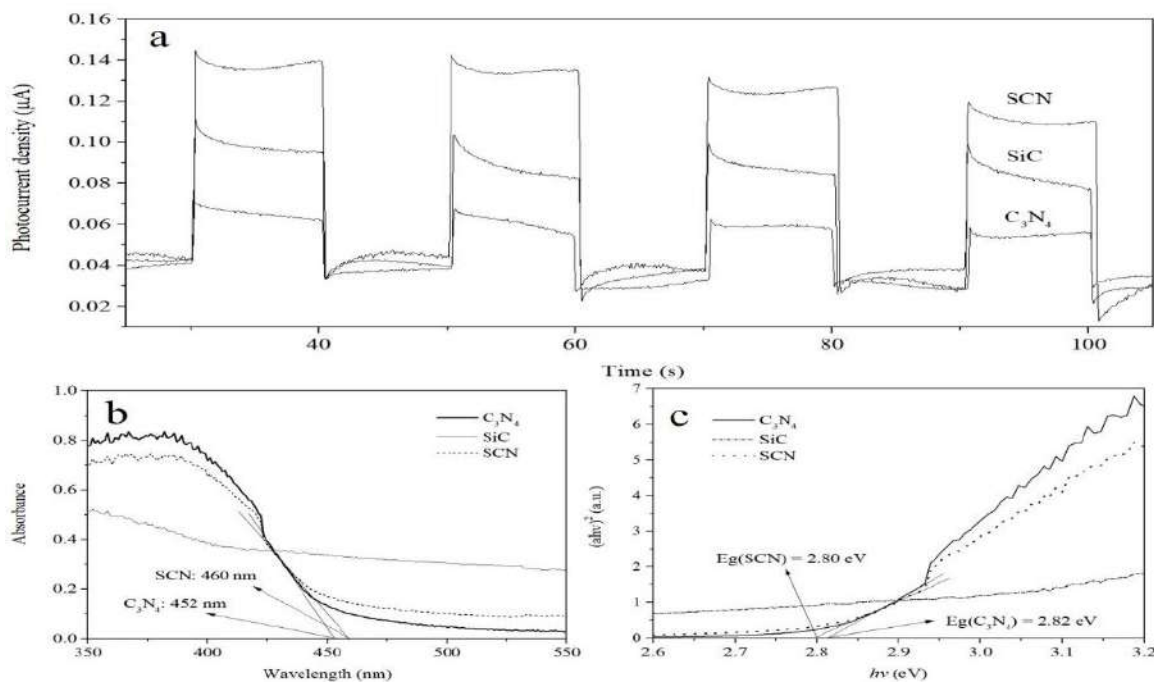 a
Photocurrent density (μA)
0.16
0.14
0.12
0.10
0.08
0.06
0.04
0.02
SCN
SiC
C₃N₄
40
60
80
100
Time (s)
b
Absorbance
1.0
0.8
0.6
0.4
0.2
0.0
C₃N₄
SiC
SCN
SCN: 460 nm
C₃N₄: 452 nm
350
400
450
500
550
Wavelength (nm)
c
(ahv)² (a.u.)
7
6
5
4
3
2
1
0
C₃N₄
SiC
SCN
Eg(SCN) = 2.80 eV
Eg(C₃N₄) = 2.82 eV
2.6
2.7
2.8
2.9
3.0
3.1
3.2
hv (eV)